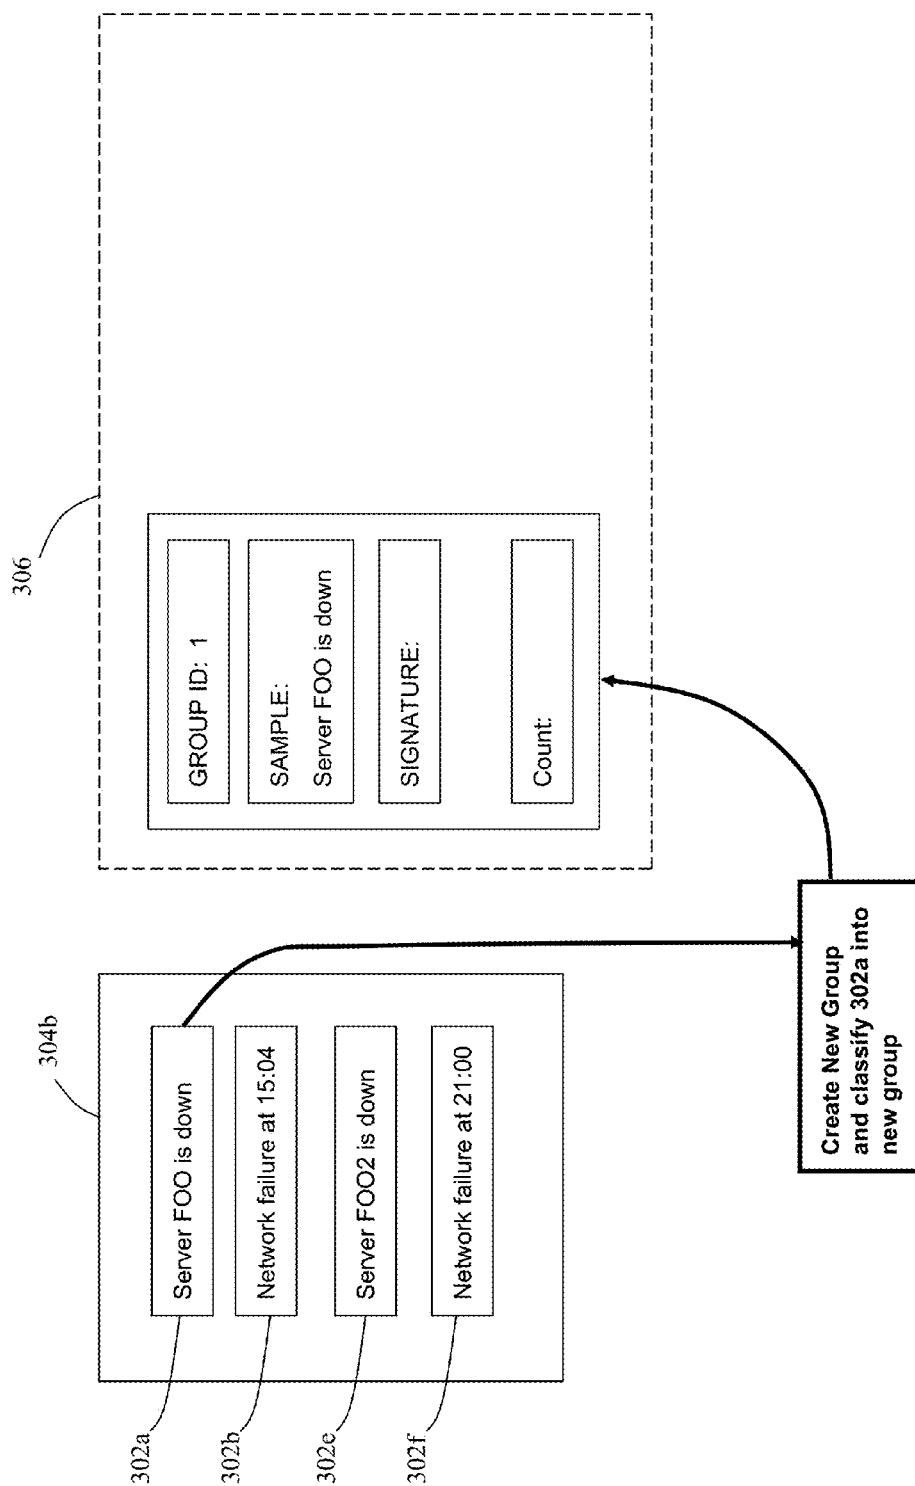 304b
306
302a
Server FOO is down
302b
Network failure at 15:04
302e
Server FOO2 is down
302f
Network failure at 21:00
GROUP ID: 1
SAMPLE:
Server FOO is down
SIGNATURE:
Count:
Create New Group
and classify 302a into
new group